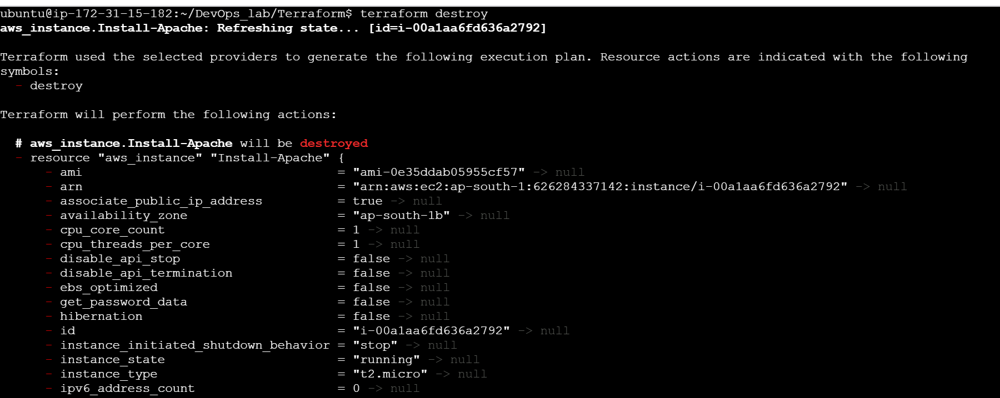 ubuntu@ip-172-31-15-182:~/DevOps_lab/Terraform$ terraform destroy
aws_instance.Install-Apache: Refreshing state... [id=i-00a1aa6fd636a2792]
Terraform used the selected providers to generate the following execution plan. Resource actions are indicated with the following
symbols:
- destroy
Terraform will perform the following actions:
# aws_instance.Install-Apache will be destroyed
- resource "aws_instance" "Install-Apache" {
- ami = "ami-0e35ddab05955cf57" -> null
- arn = "arn:aws:ec2:ap-south-1:626284337142:instance/i-00a1aa6fd636a2792" -> null
- associate_public_ip_address = true -> null
- availability_zone = "ap-south-1b" -> null
- cpu_core_count = 1 -> null
- cpu_threads_per_core = 1 -> null
- disable_api_stop = false -> null
- disable_api_termination = false -> null
- ebs_optimized = false -> null
- get_password_data = false -> null
- hibernation = false -> null
- id = "i-00a1aa6fd636a2792" -> null
- instance_initiated_shutdown_behavior = "stop" -> null
- instance_state = "running" -> null
- instance_type = "t2.micro" -> null
- ipv6_address_count = 0 -> null